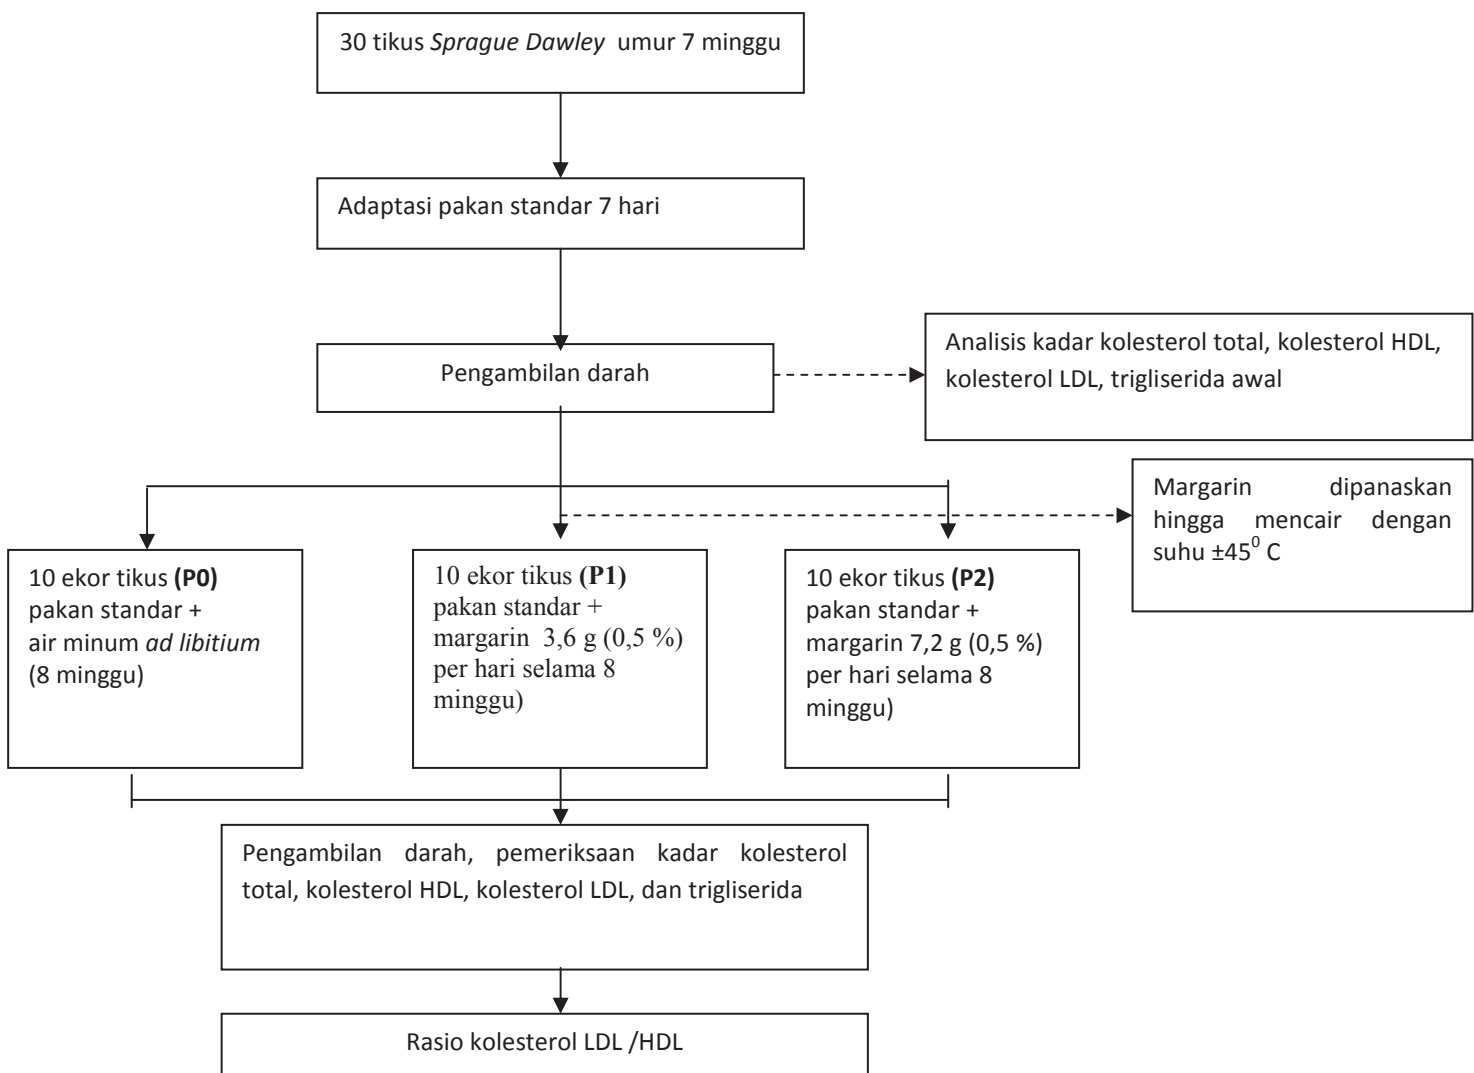 30 tikus Sprague Dawley umur 7 minggu
Adaptasi pakan standar 7 hari
Pengambilan darah
Analisis kadar kolesterol total, kolesterol HDL,
kolesterol LDL, trigliserida awal
Margarin dipanaskan
hingga mencair dengan
suhu ±45⁰ C
10 ekor tikus (P0)
pakan standar +
air minum ad libitium
(8 minggu)
10 ekor tikus (P1)
pakan standar +
margarin 3,6 g (0,5 %)
per hari selama 8
minggu)
10 ekor tikus (P2)
pakan standar +
margarin 7,2 g (0,5 %)
per hari selama 8
minggu)
Pengambilan darah, pemeriksaan kadar kolesterol
total, kolesterol HDL, kolesterol LDL, dan trigliserida
Rasio kolesterol LDL /HDL